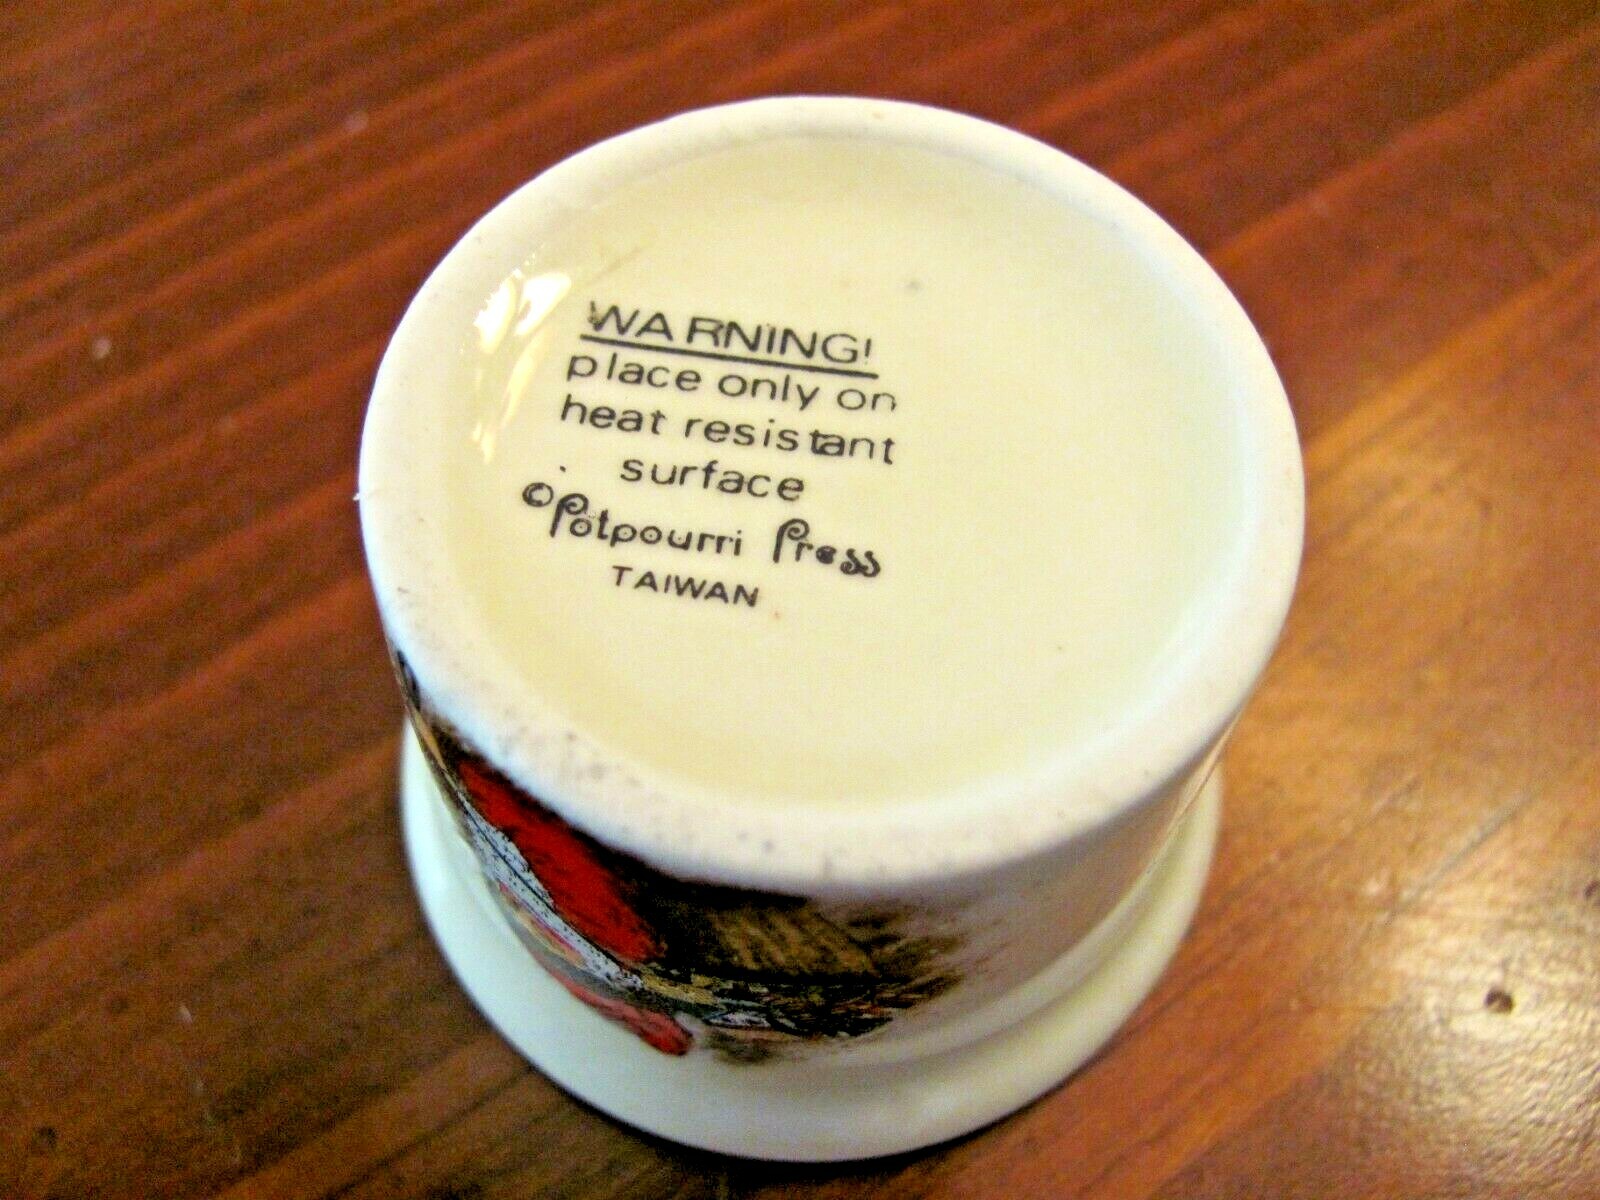 WARNING!
place only on
heat resistant
surface
©Potpourri Press
TAIWAN